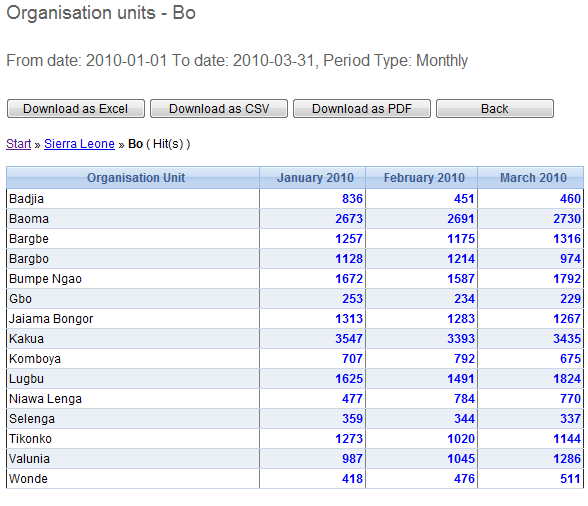 Organisation units - Bo
From date: 2010-01-01 To date: 2010-03-31, Period Type: Monthly
Download as Excel Download as CSV Download as PDF Back
Start » Sierra Leone » Bo ( Hit(s) )
Organisation Unit January 2010 February 2010 March 2010
Badjia 836 451 460
Baoma 2673 2691 2730
Bargbe 1257 1175 1316
Bargbo 1128 1214 974
Bumpe Ngao 1672 1587 1792
Gbo 253 234 229
Jaiama Bongor 1313 1283 1267
Kakua 3547 3393 3435
Komboya 707 792 675
Lugbu 1625 1491 1824
Niawa Lenga 477 784 770
Selenga 359 344 337
Tikonko 1273 1020 1144
Valunia 987 1045 1286
Wonde 418 476 511